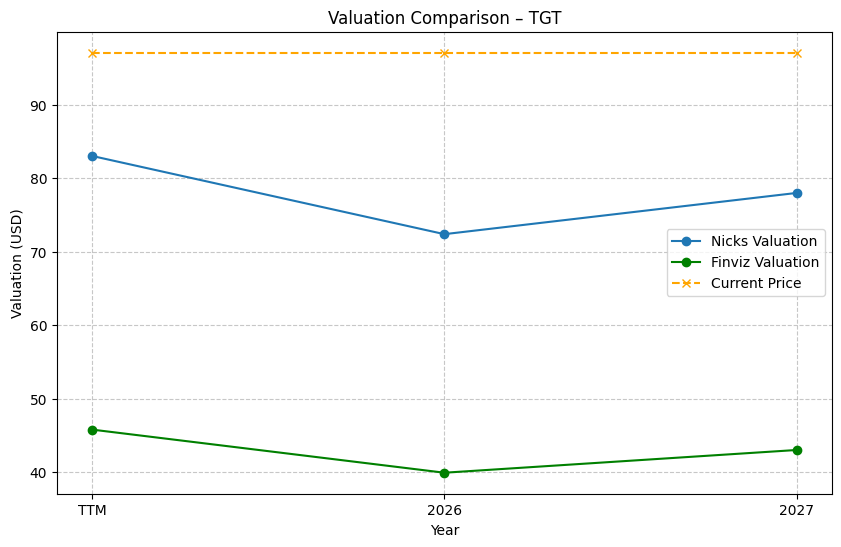 Valuation Comparison – TGT
Valuation (USD)
90
80
70
60
50
40
Nicks Valuation
Finviz Valuation
Current Price
TTM
2026
2027
Year